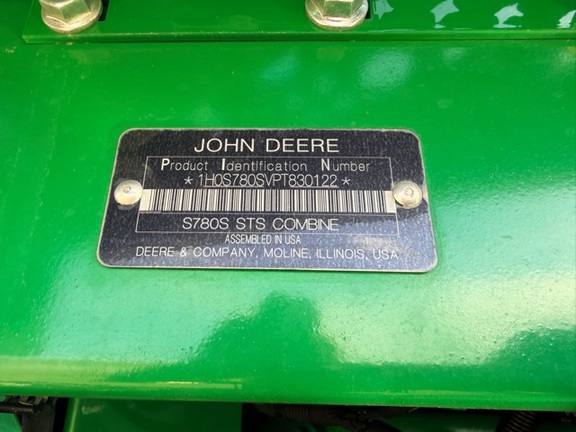 JOHN DEERE
Product Identification Number
*1H0S780SVPT830122*
S780S STS COMBINE
ASSEMBLED IN USA
DEERE & COMPANY, MOLINE, ILLINOIS, USA